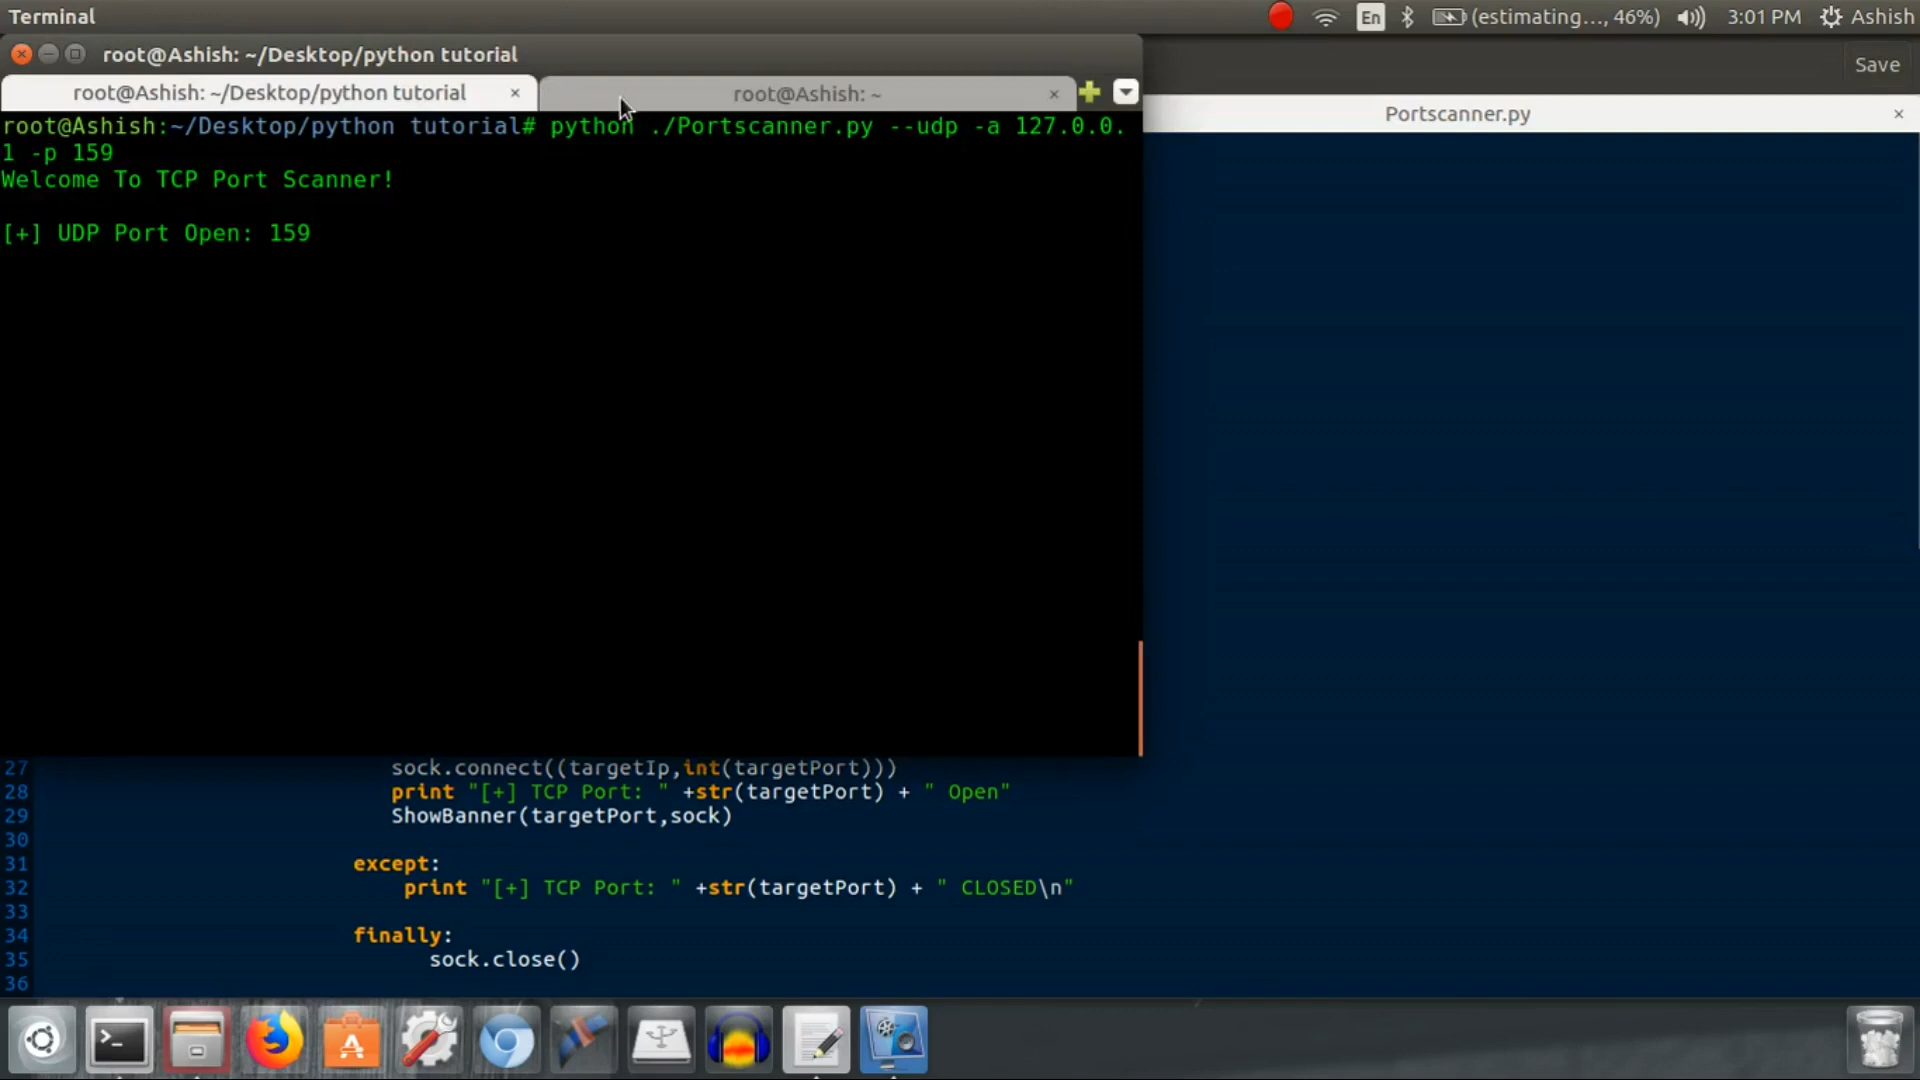 Terminal
En
(estimating..., 46%)
3:01 PM
Ashish
root@Ashish: ~/Desktop/python tutorial
Save
root@Ashish: ~/Desktop/python tutorial
root@Ashish: ~
Portscanner.py
root@Ashish:~/Desktop/python tutorial# python ./Portscanner.py --udp -a 127.0.0.
1 -p 159
Welcome To TCP Port Scanner!
[+] UDP Port Open: 159
27 sock.connect((targetIp,int(targetPort)))
28 print "[+] TCP Port: " +str(targetPort) + " Open"
29 ShowBanner(targetPort,sock)
30
31 except:
32 print "[+] TCP Port: " +str(targetPort) + " CLOSED\n"
33
34 finally:
35 sock.close()
36